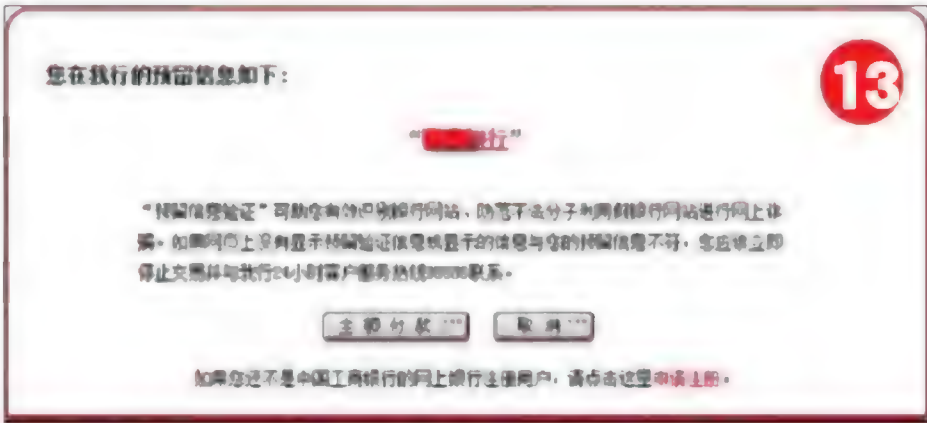 您在我行的预留信息如下：
13
"行"
"预留信息验证"可助您有效识别银行网站、防范不法分子利用假银行网站进行网上诈
骗。如果网页上没有显示预留验证信息或显示的信息与您的预留信息不符，您应该立即
停止交易并与我行24小时客户服务热线95588联系。
全额付款
取消
如果您还不是中国工商银行的网上银行注册用户，请点击这里申请注册。